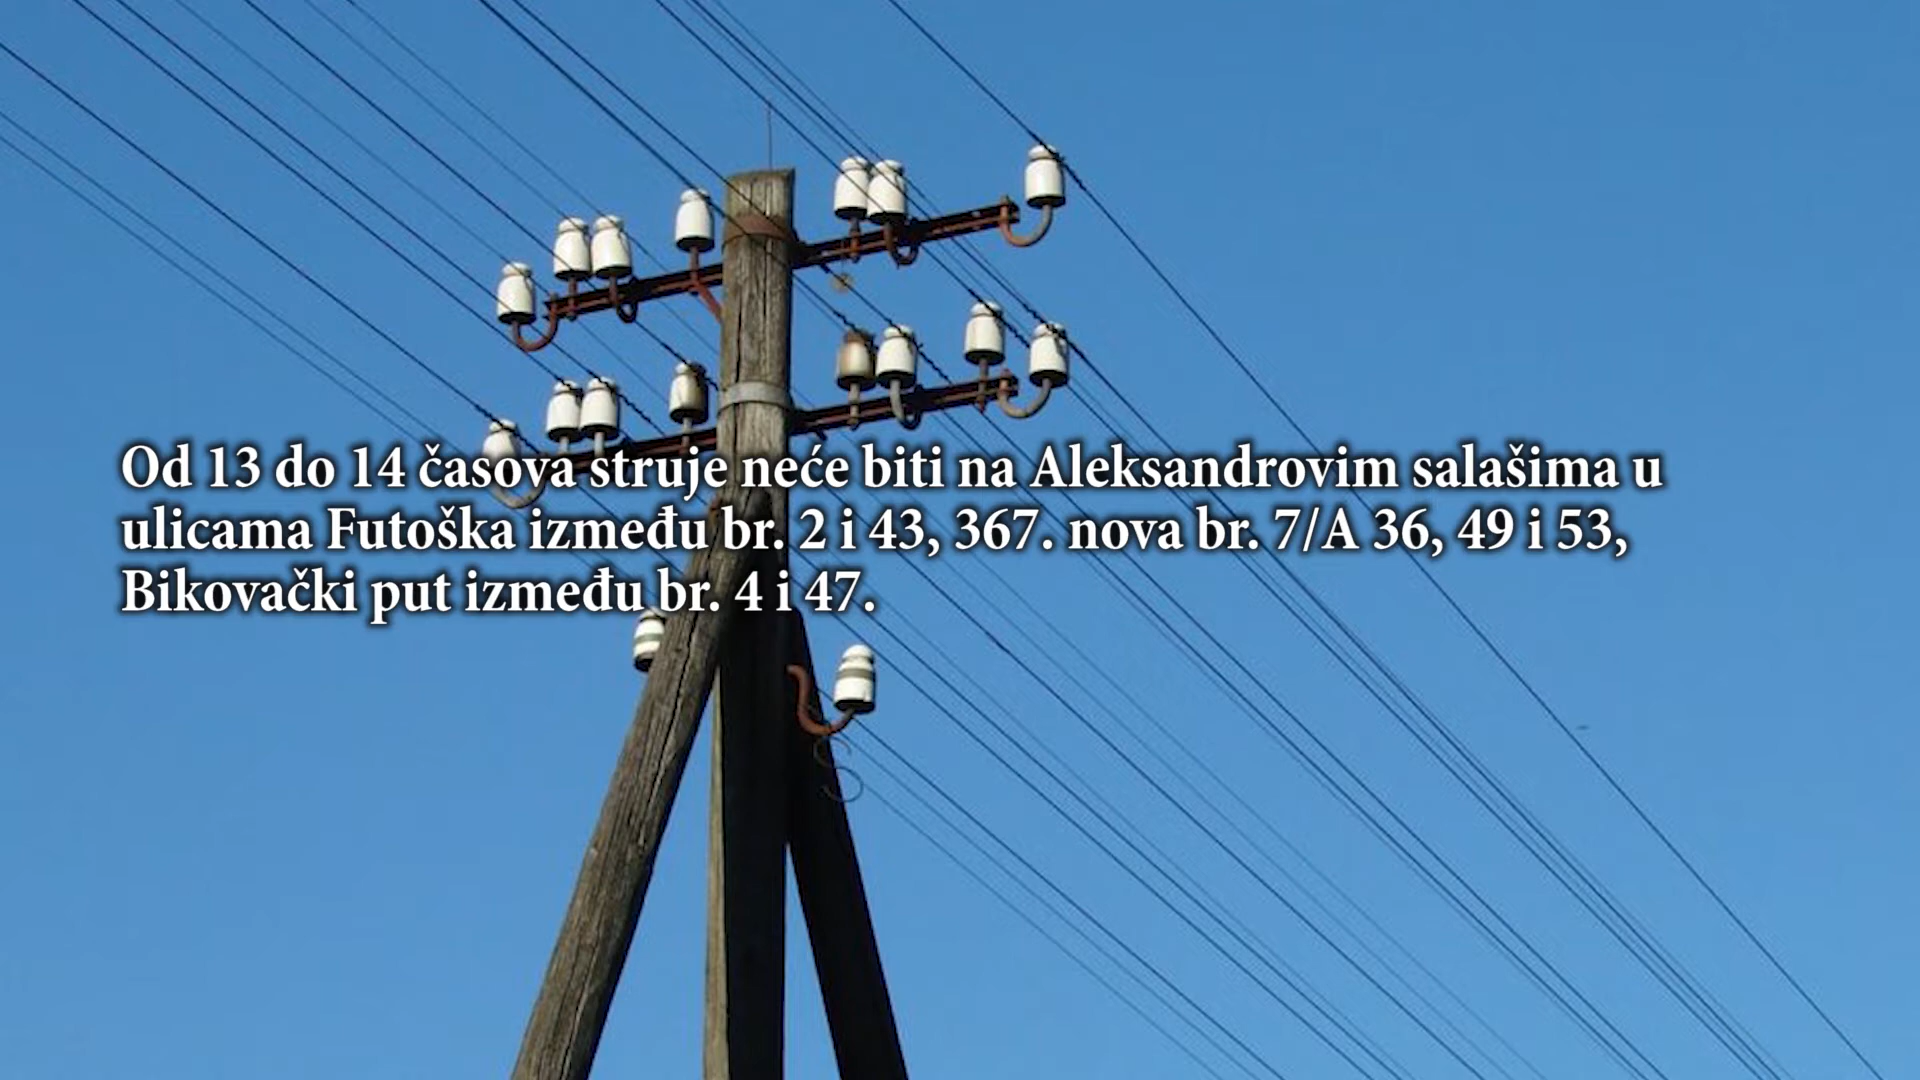 Od 13 do 14 časova struje neće biti na Aleksandrovim salašima u
ulicama Futoška između br. 2 i 43, 367. nova br. 7/A 36, 49 i 53,
Bikovački put između br. 4 i 47.